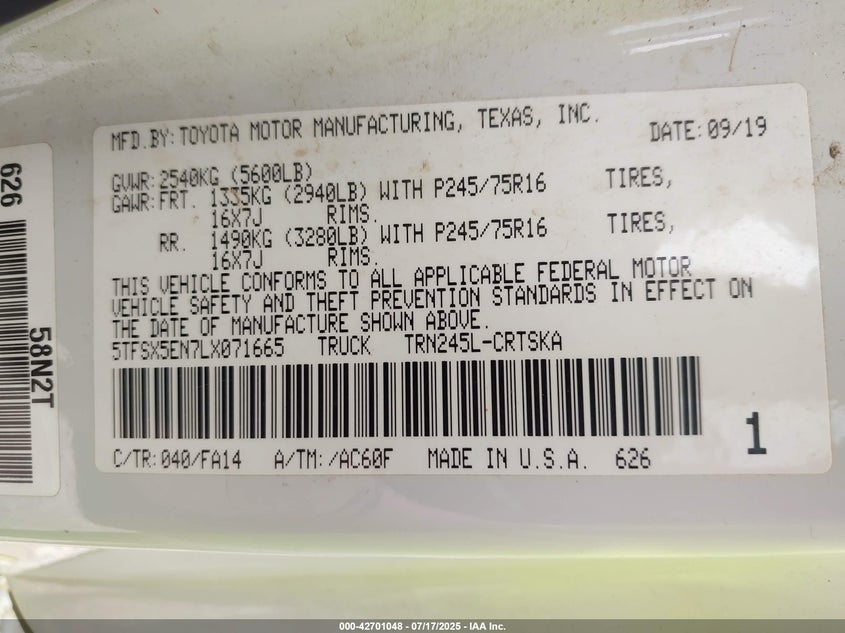 MFD.BY:TOYOTA MOTOR MANUFACTURING, TEXAS, INC. DATE:09/19
GVWR:2540KG (5600LB)
GAWR:FRT. 1335KG (2940LB) WITH P245/75R16 TIRES,
16X7J RIMS.
RR. 1490KG (3280LB) WITH P245/75R16 TIRES,
16X7J RIMS.
THIS VEHICLE CONFORMS TO ALL APPLICABLE FEDERAL MOTOR
VEHICLE SAFETY AND THEFT PREVENTION STANDARDS IN EFFECT ON
THE DATE OF MANUFACTURE SHOWN ABOVE.
5TFSX5EN7LX071665 TRUCK TRN245L-CRTSKA
1
C/TR:040/FA14 A/TM:/AC60F MADE IN U.S.A. 626
626
58N2T
000-42701048 - 07/17/2025 - IAA Inc.